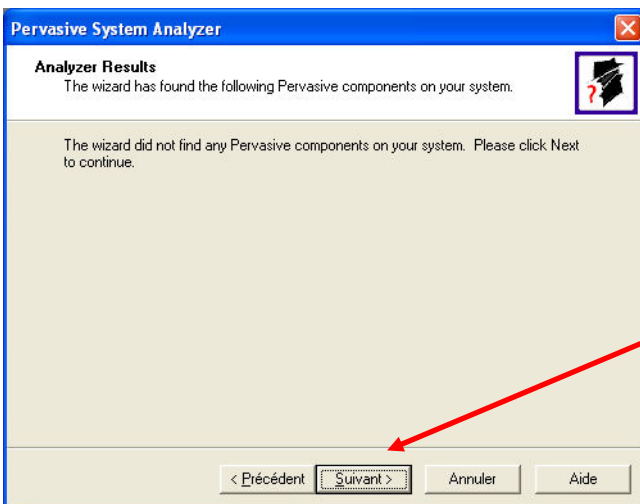 Pervasive System Analyzer
Analyzer Results
The wizard has found the following Pervasive components on your system.
?
The wizard did not find any Pervasive components on your system. Please click Next
to continue.
< Précédent Suivant > Annuler Aide